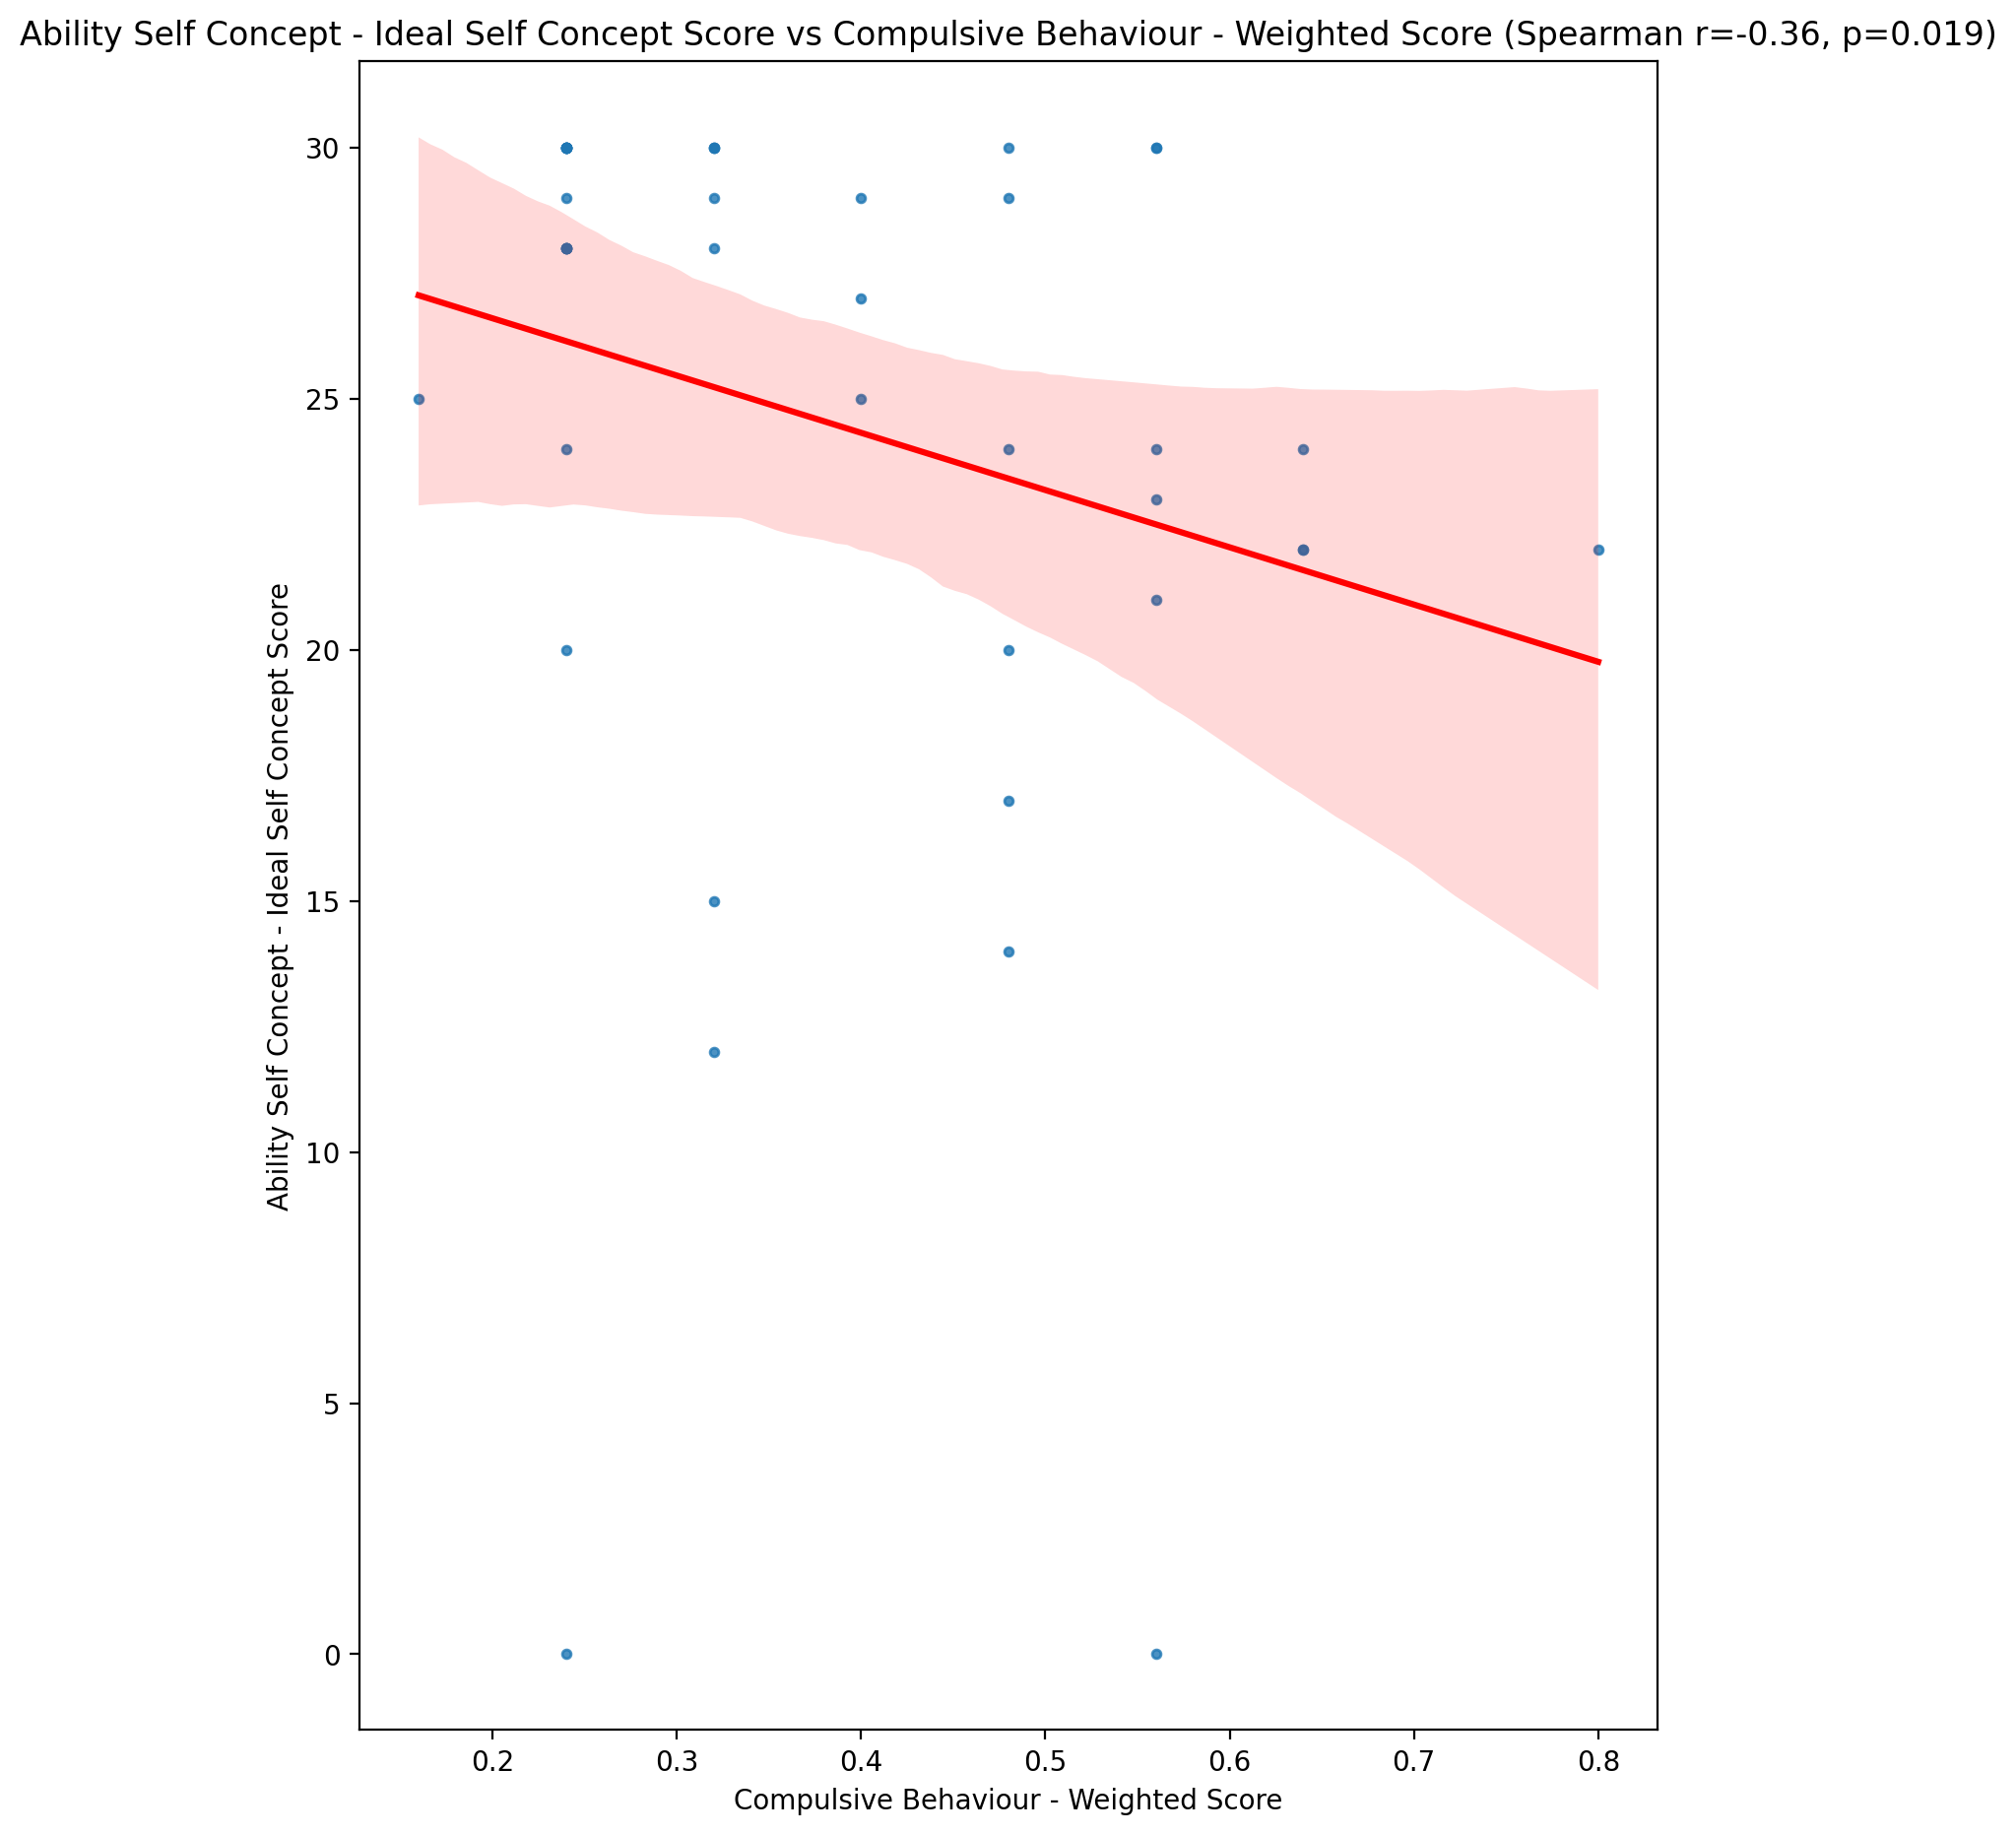 Ability Self Concept - Ideal Self Concept Score vs Compulsive Behaviour - Weighted Score (Spearman r=-0.36, p=0.019)
Ability Self Concept - Ideal Self Concept Score
30
25
20
15
10
5
0
0.2 0.3 0.4 0.5 0.6 0.7 0.8
Compulsive Behaviour - Weighted Score